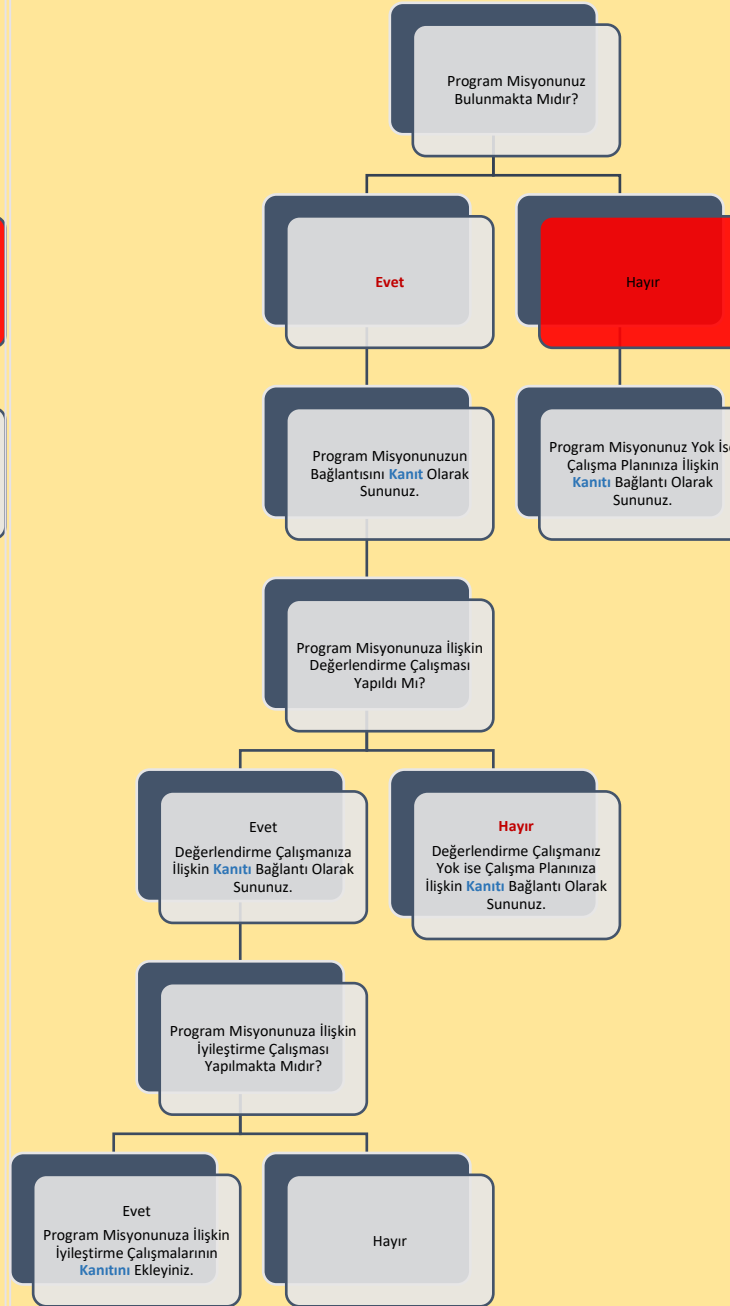 Program Misyonunuz
Bulunmakta Mıdır?
Evet
Hayır
Program Misyonunuzun
Bağlantısını Kanıt Olarak
Sununuz.
Program Misyonunuz Yok İse
Çalışma Planınıza İlişkin
Kanıtı Bağlantı Olarak
Sununuz.
Program Misyonunuza İlişkin
Değerlendirme Çalışması
Yapıldı Mı?
Evet
Değerlendirme Çalışmanıza
İlişkin Kanıtı Bağlantı Olarak
Sununuz.
Hayır
Değerlendirme Çalışmanız
Yok ise Çalışma Planınıza
İlişkin Kanıtı Bağlantı Olarak
Sununuz.
Program Misyonunuza İlişkin
İyileştirme Çalışması
Yapılmakta Mıdır?
Evet
Program Misyonunuza İlişkin
İyileştirme Çalışmalarının
Kanıtını Ekleyiniz.
Hayır